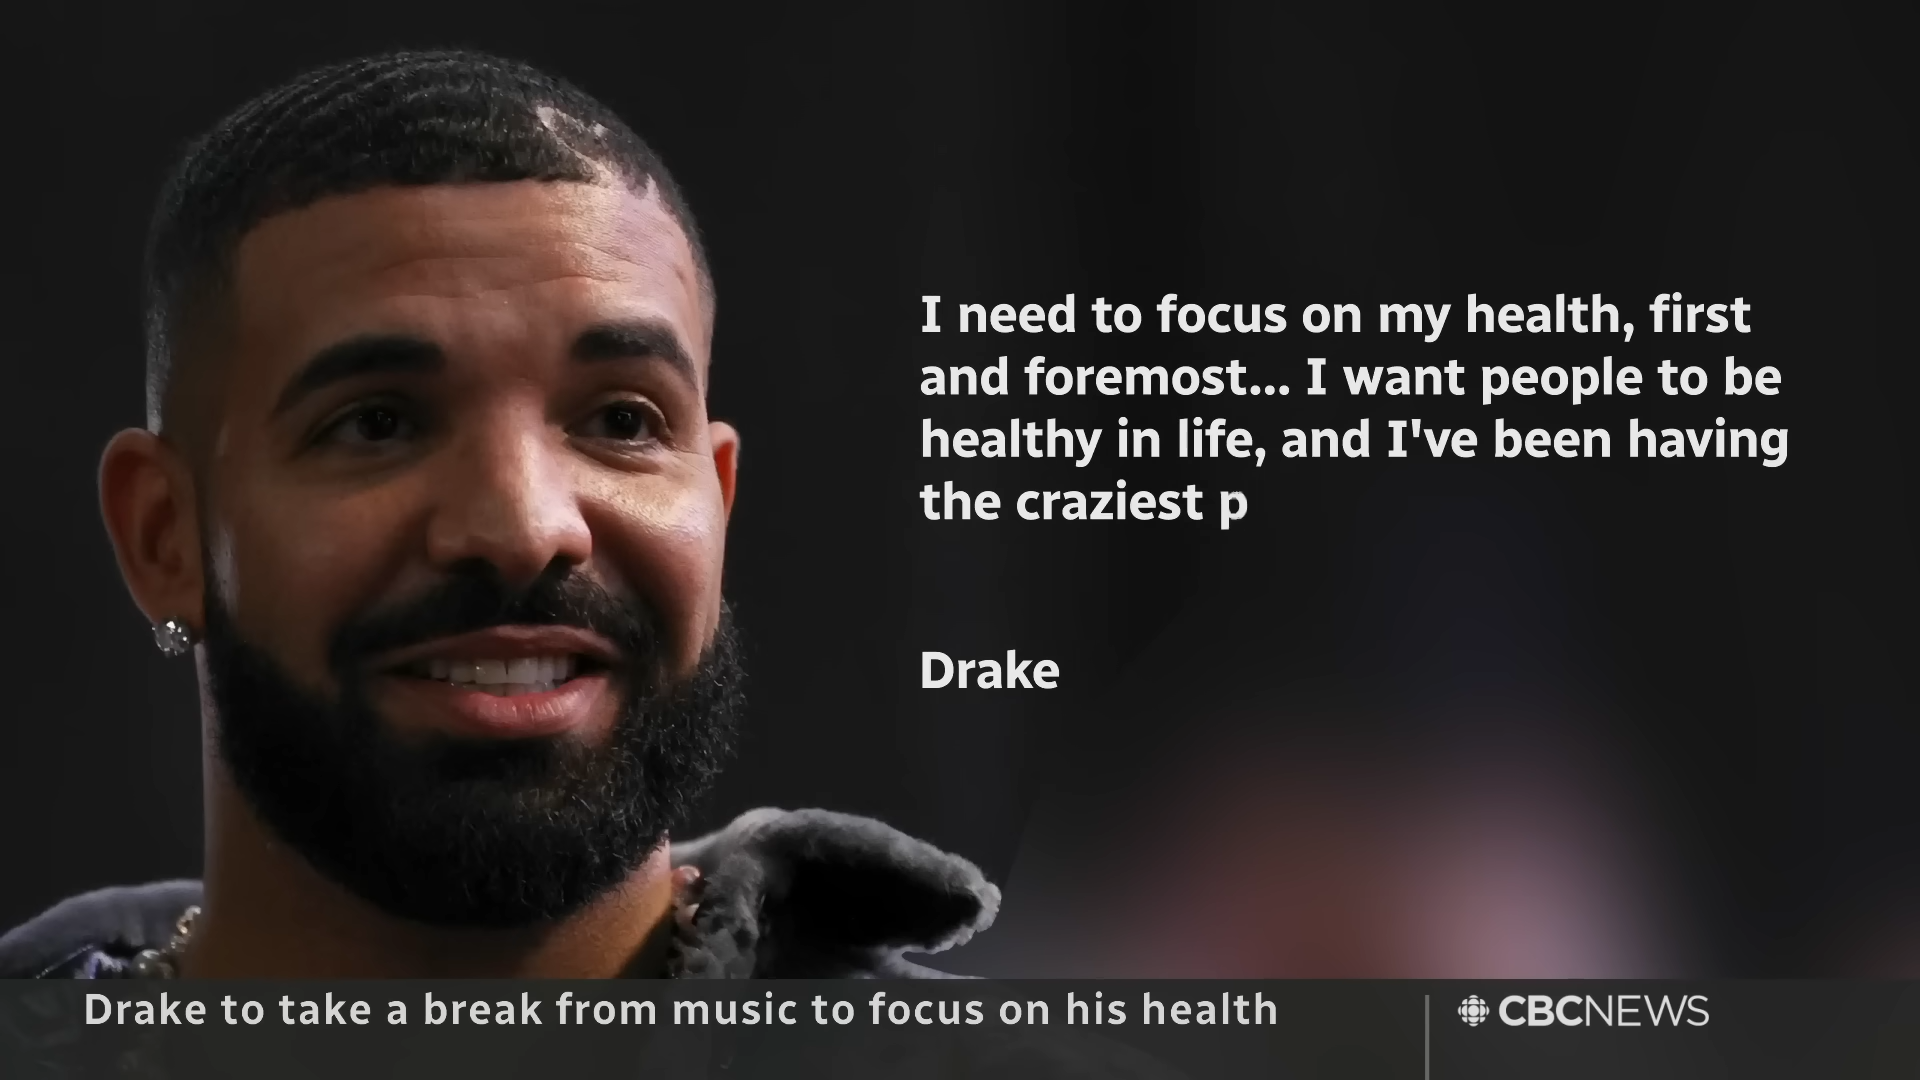 I need to focus on my health, first
and foremost... I want people to be
healthy in life, and I've been having
the craziest p
Drake
Drake to take a break from music to focus on his health
CBCNEWS